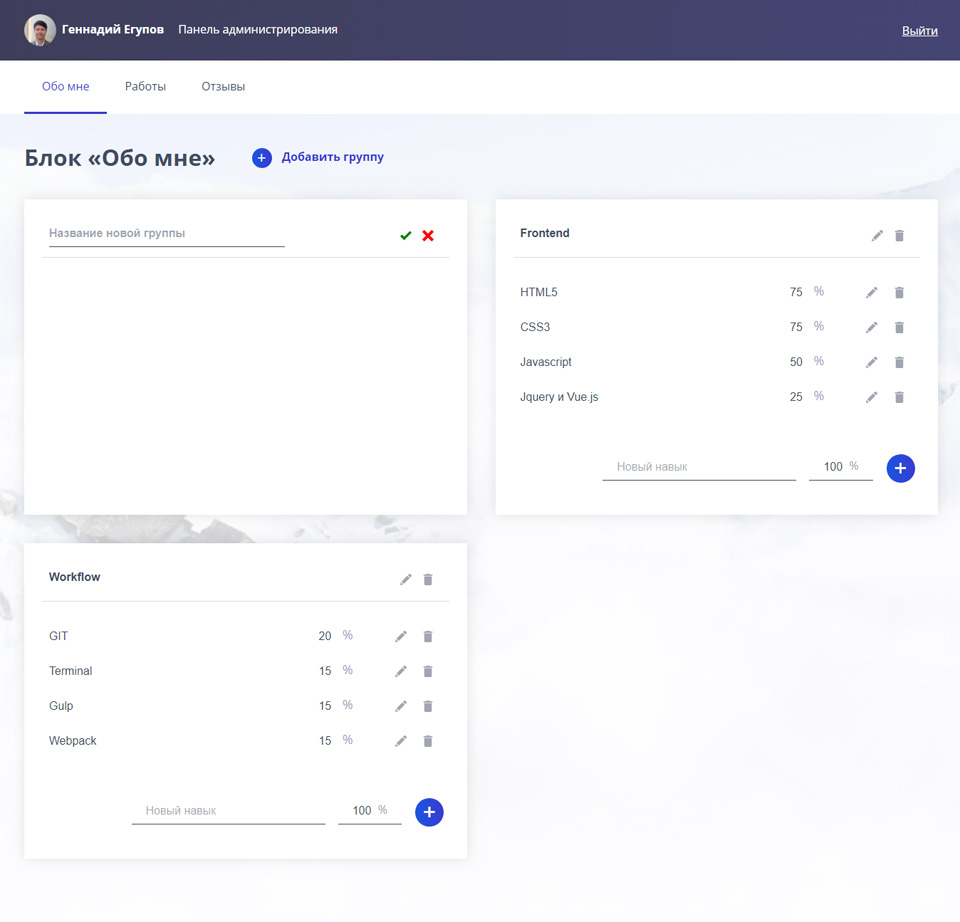 Геннадий Егупов Панель администрирования Выйти
Обо мне Работы Отзывы
Блок «Обо мне» + Добавить группу
Название новой группы
Frontend
HTML5 75 %
CSS3 75 %
Javascript 50 %
Jquery и Vue.js 25 %
Новый навык 100 % +
Workflow
GIT 20 %
Terminal 15 %
Gulp 15 %
Webpack 15 %
Новый навык 100 % +